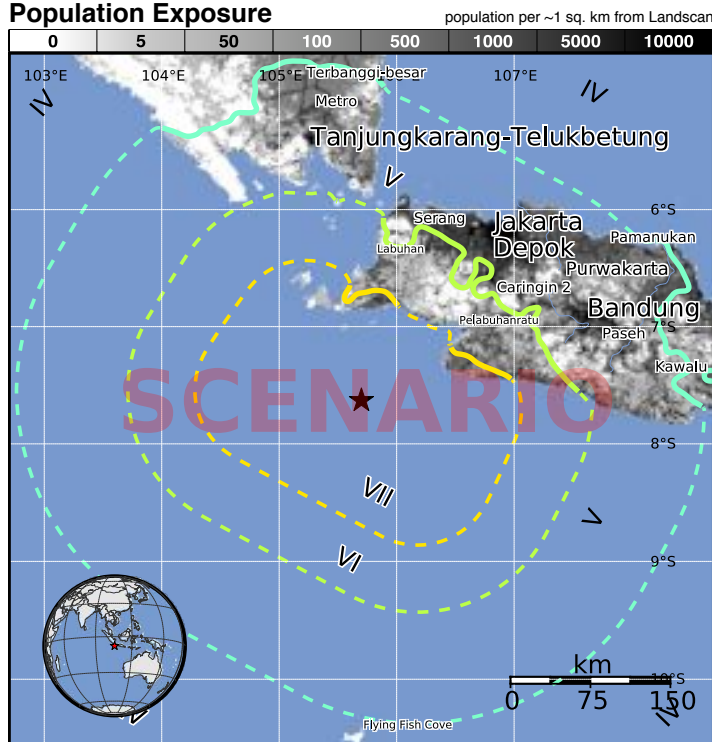 Population Exposure
population per ~1 sq. km from Landscan
0 5 50 100 500 1000 5000 10000
103°E 104°E 105°E 107°E
Terbanggi-besar
IV
IV
Metro
Tanjungkarang-Telukbetung
V
6°S
Serang
Jakarta
Depok
Pamanukan
Labuhan
Purwakarta
Caringin 2
Bandung
Pelabuhanratu
7°S
Paseh
Kawalu
SCENARIO
8°S
VII
V
VI
9°S
km
10°S
0 75 150
IV
Flying Fish Cove